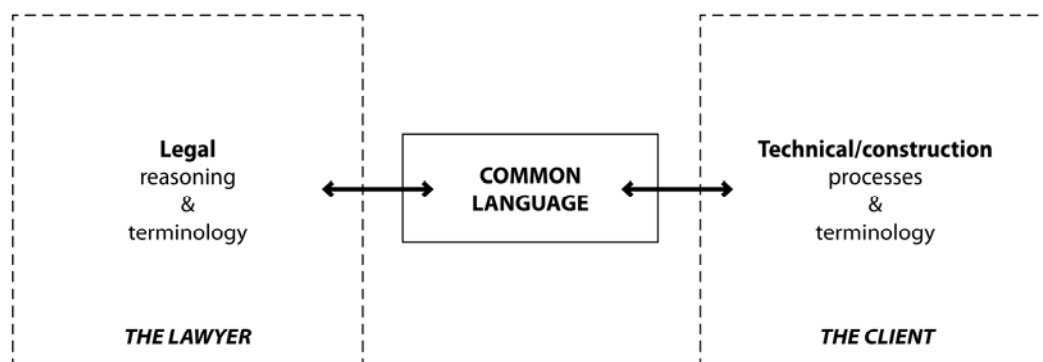 Legal
reasoning
&
terminology
THE LAWYER
COMMON
LANGUAGE
Technical/construction
processes
&
terminology
THE CLIENT